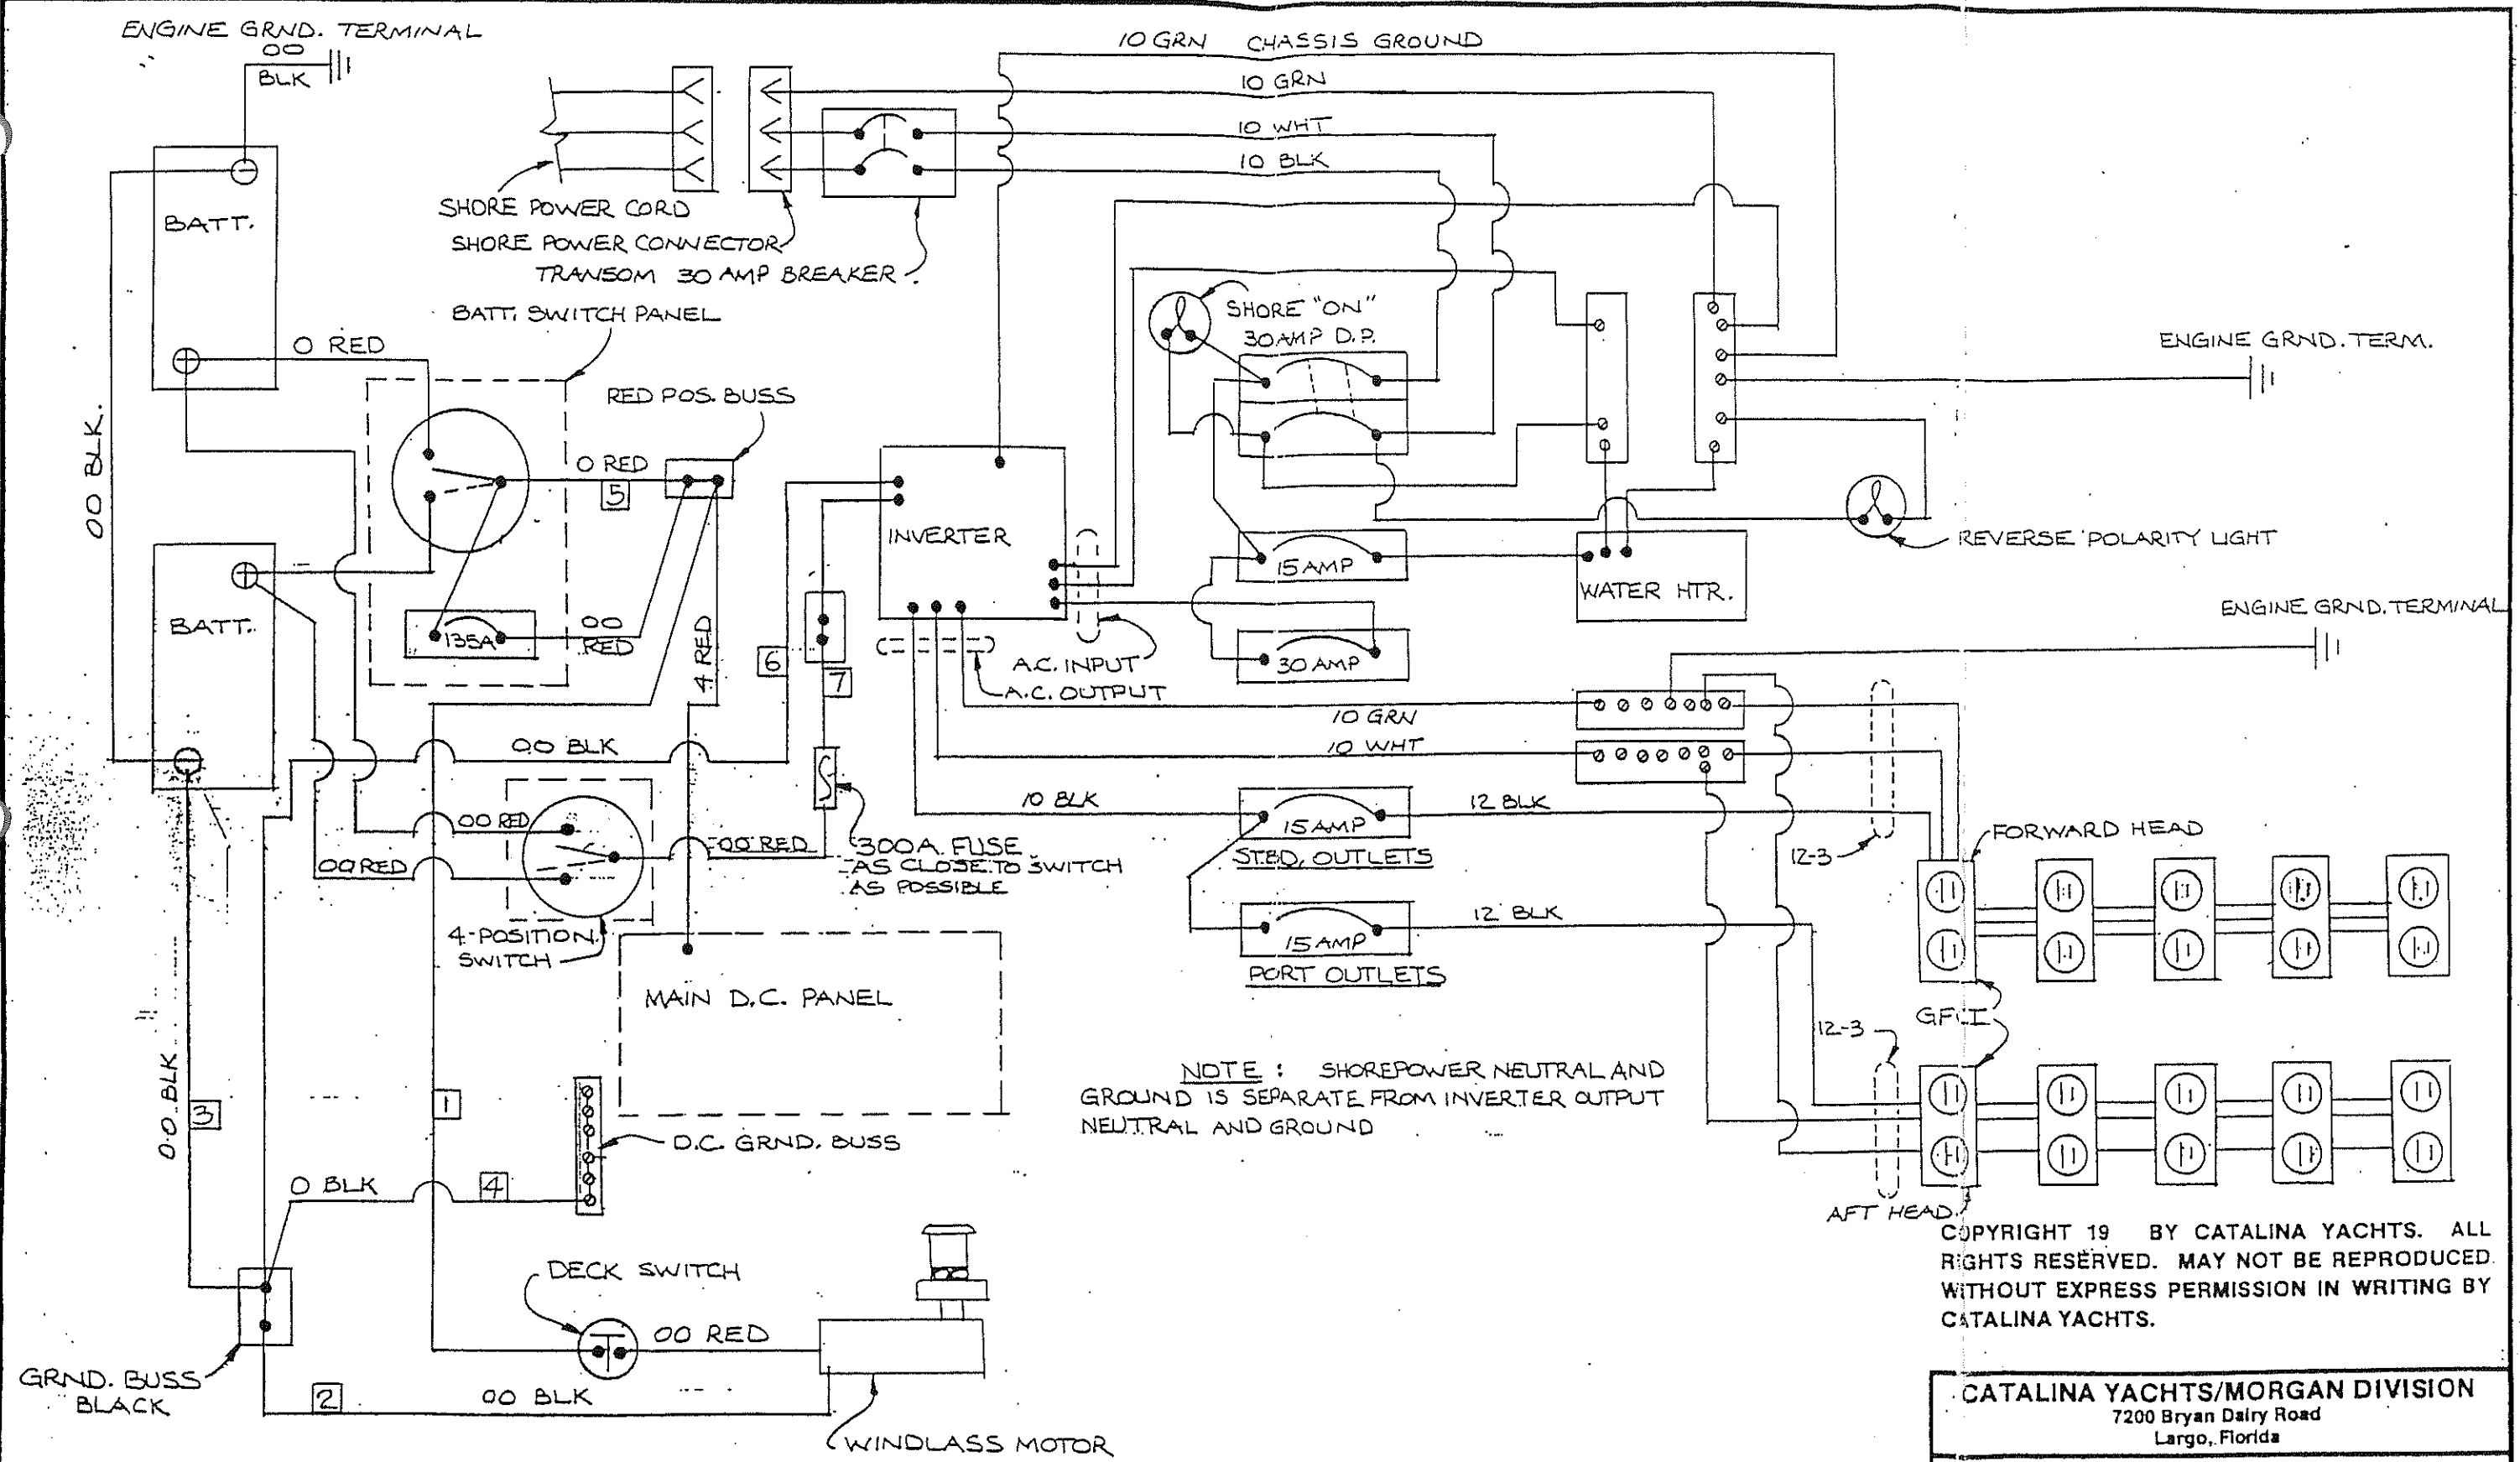 ENGINE GRND. TERMINAL
00
BLK
10 GRN CHASSIS GROUND
10 GRN
10 WHT
10 BLK
SHORE POWER CORD
SHORE POWER CONNECTOR
TRANSOM 30 AMP BREAKER
BATT.
BATT. SWITCH PANEL
0 RED
SHORE "ON"
30AMP D.P.
ENGINE GRND. TERM.
RED POS. BUSS
00 BLK.
0 RED
5
INVERTER
REVERSE POLARITY LIGHT
15 AMP
WATER HTR.
ENGINE GRND. TERMINAL
BATT.
135A
00
RED
4 RED
6
7
A.C. INPUT
A.C. OUTPUT
30 AMP
10 GRN
10 WHT
00 BLK
10 BLK
12 BLK
15 AMP
STBD. OUTLETS
00 RED
00 RED
00 RED
300A. FUSE
AS CLOSE TO SWITCH
AS POSSIBLE
12-3
FORWARD HEAD
4-POSITION
SWITCH
12 BLK
15 AMP
PORT OUTLETS
MAIN D.C. PANEL
GFCI
12-3
NOTE : SHOREPOWER NEUTRAL AND
GROUND IS SEPARATE FROM INVERTER OUTPUT
NEUTRAL AND GROUND
00 BLK
3
1
D.C. GRND. BUSS
0 BLK
4
AFT HEAD
COPYRIGHT 19 BY CATALINA YACHTS. ALL
RIGHTS RESERVED. MAY NOT BE REPRODUCED
WITHOUT EXPRESS PERMISSION IN WRITING BY
CATALINA YACHTS.
DECK SWITCH
00 RED
GRND. BUSS
BLACK
2
00 BLK
WINDLASS MOTOR
CATALINA YACHTS/MORGAN DIVISION
7200 Bryan Dairy Road
Largo, Florida